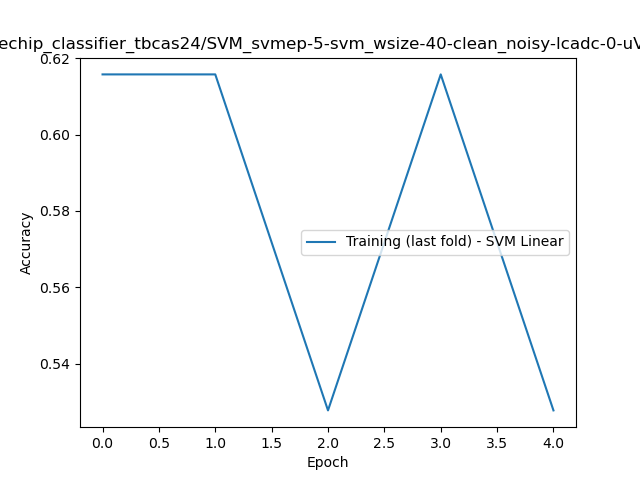 echip_classifier_tbcas24/SVM_svmep-5-svm_wsize-40-clean_noisy-lcadc-0-uV
0.62
0.60
0.58
0.56
0.54
Accuracy
Training (last fold) - SVM Linear
0.0 0.5 1.0 1.5 2.0 2.5 3.0 3.5 4.0
Epoch